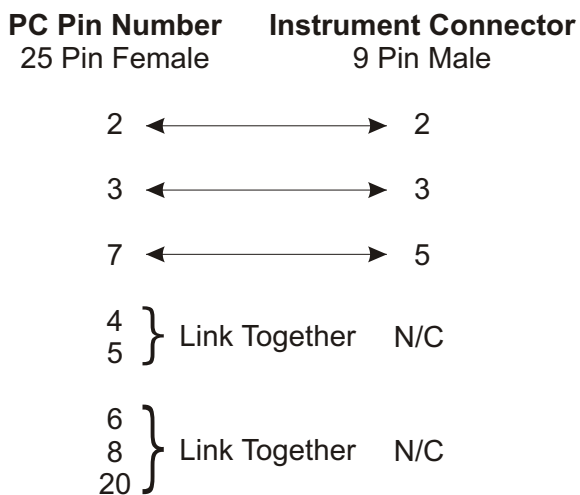 PC Pin Number Instrument Connector
25 Pin Female 9 Pin Male
2 2
3 3
7 5
4
5
Link Together N/C
6
8
20
Link Together N/C